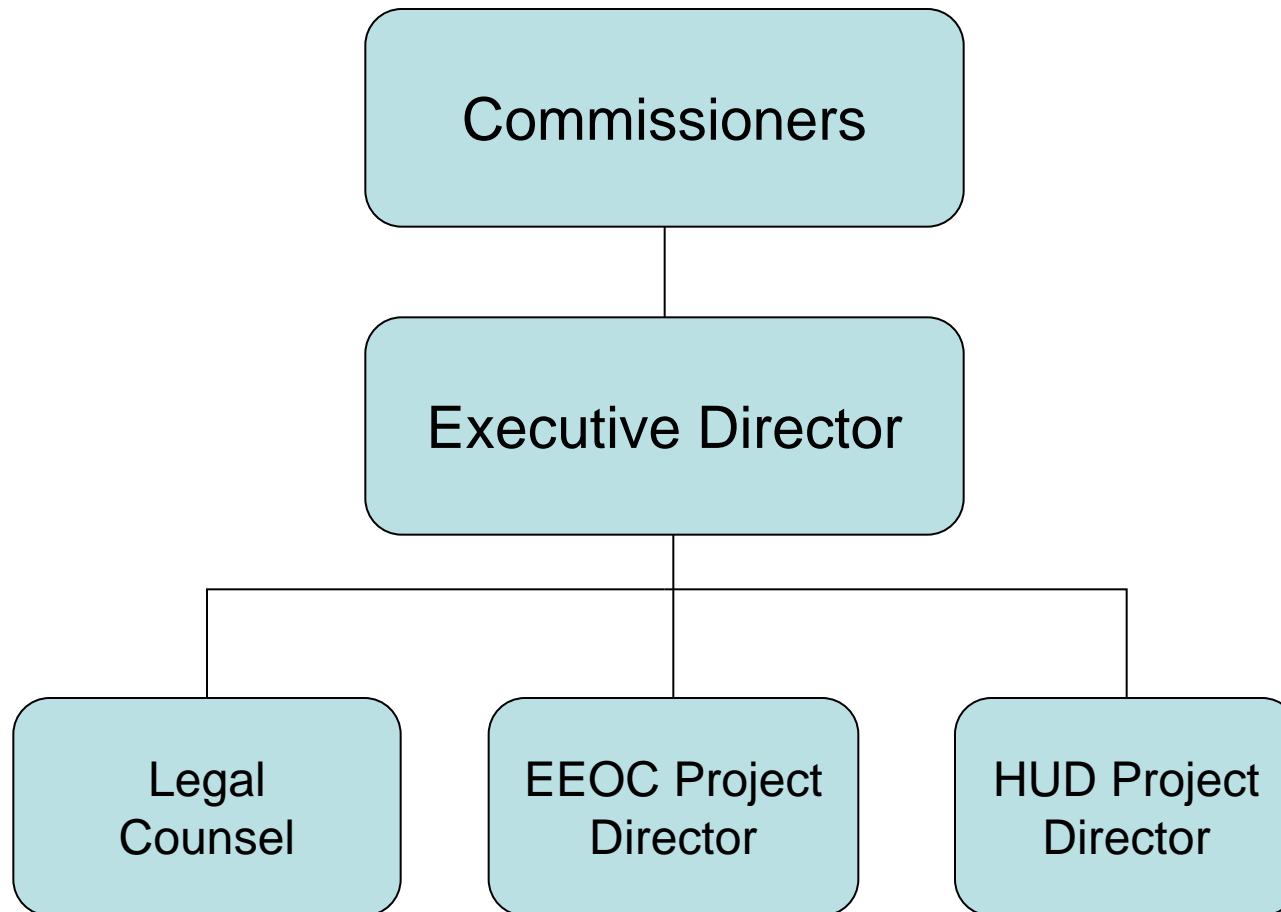 Commissioners
Executive Director
Legal
Counsel
EEOC Project
Director
HUD Project
Director